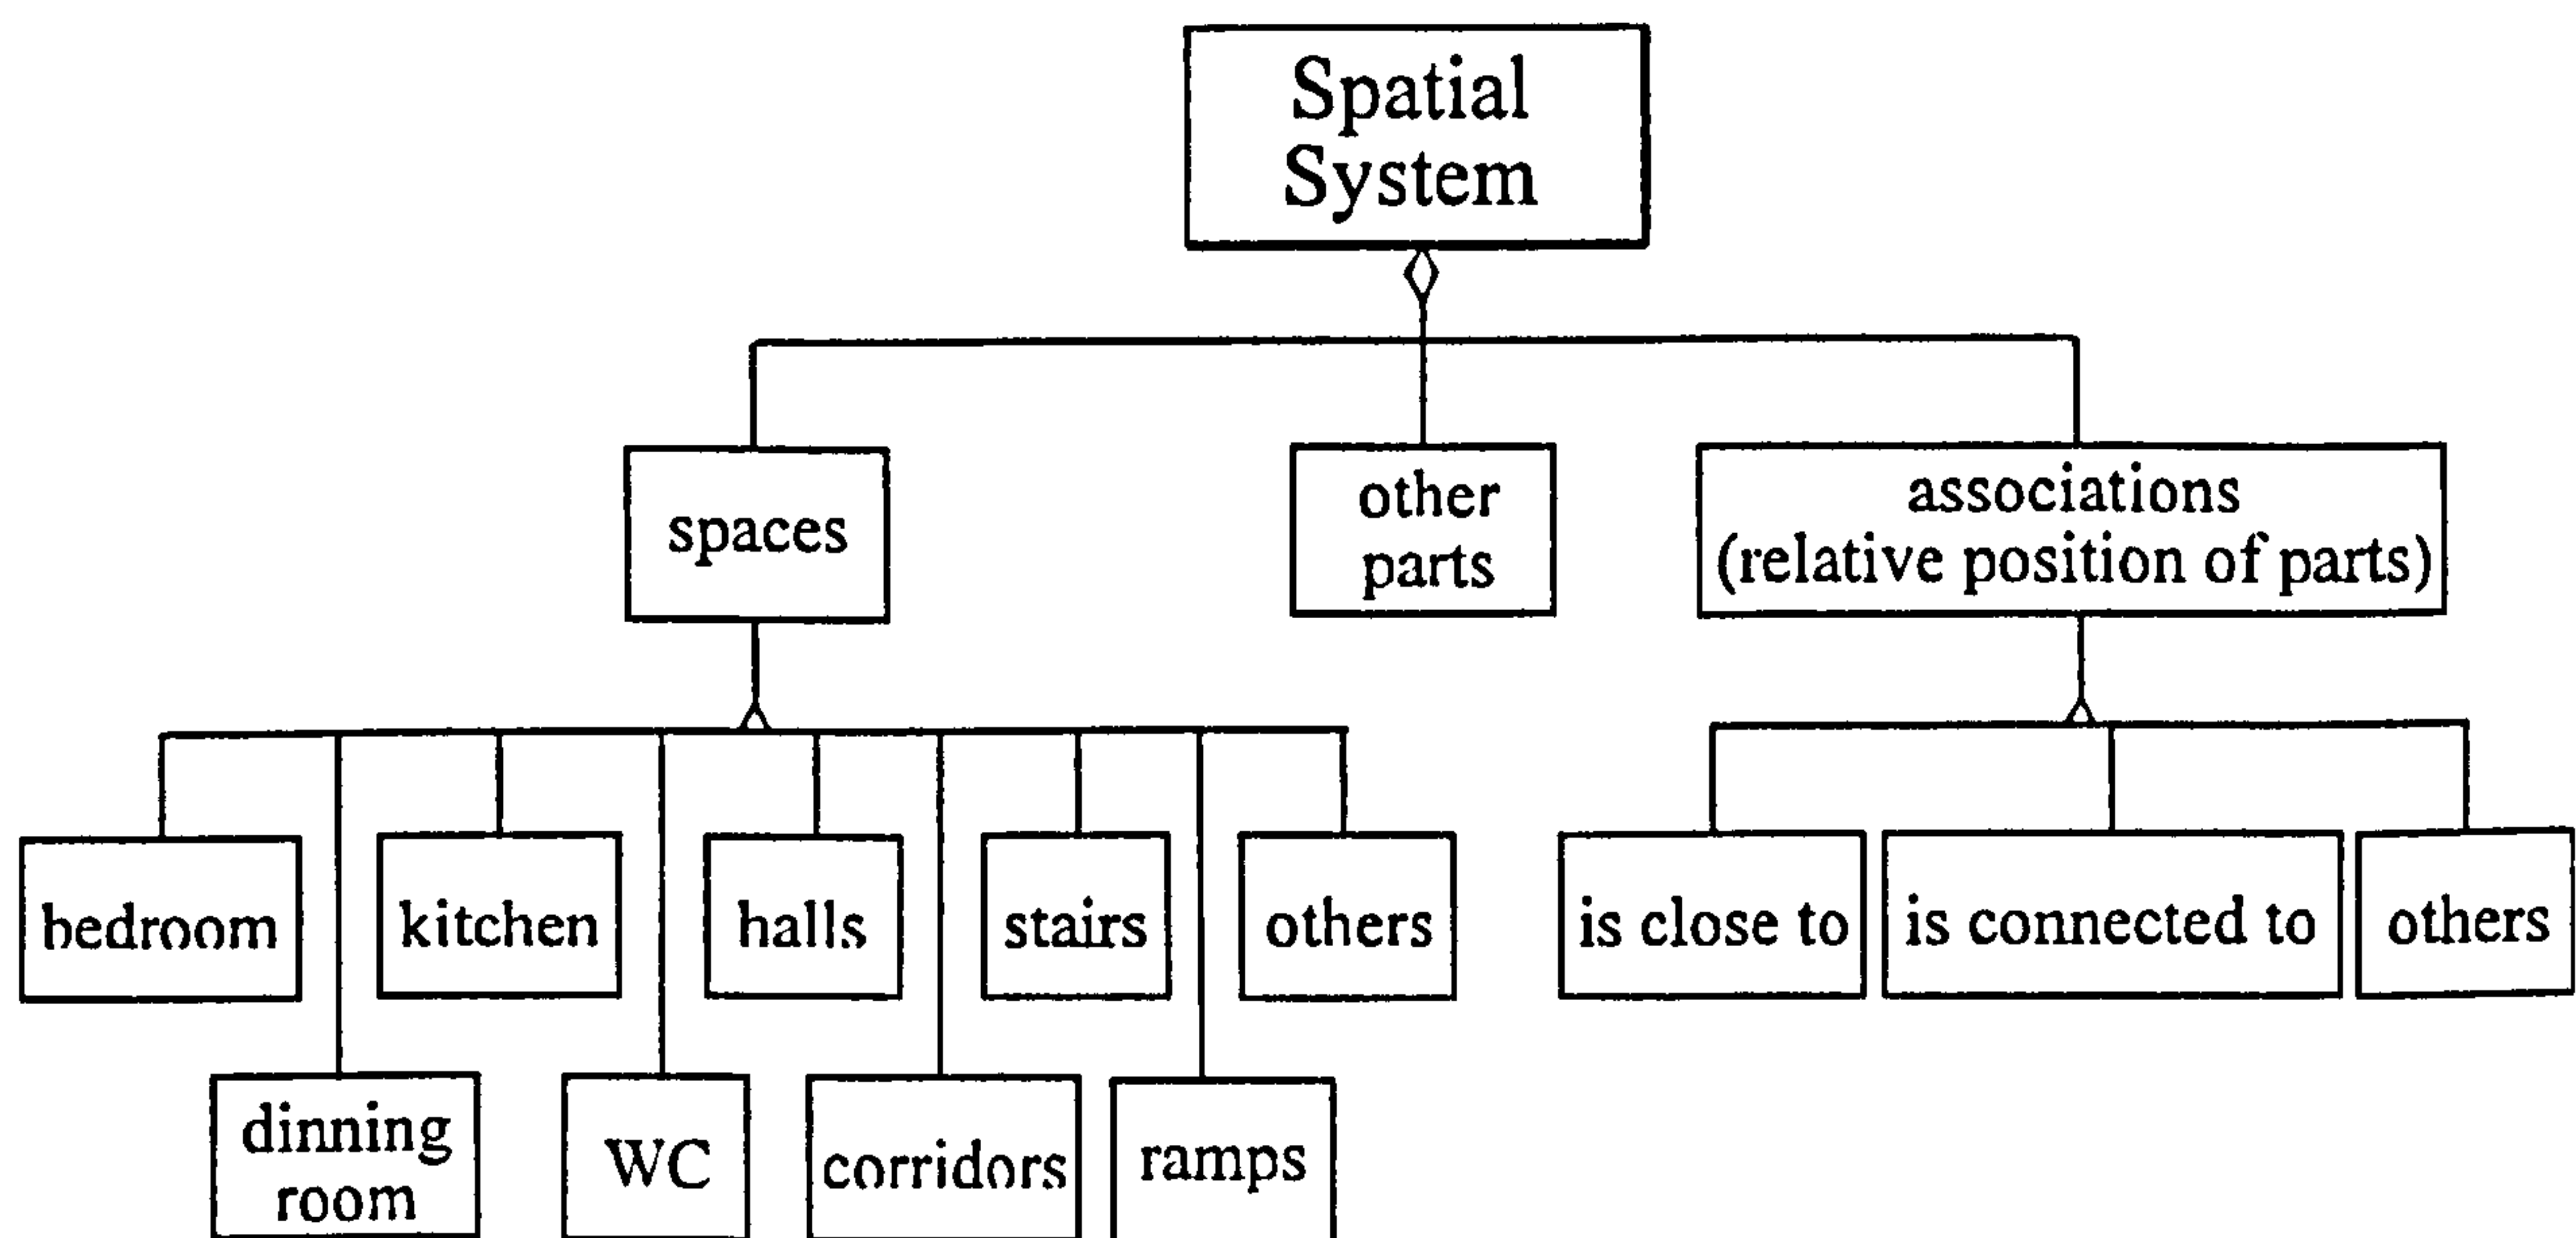 Spatial
System
spaces
other
parts
associations
(relative position of parts)
bedroom
kitchen
halls
stairs
others
is close to
is connected to
others
dinning
room
WC
corridors
ramps